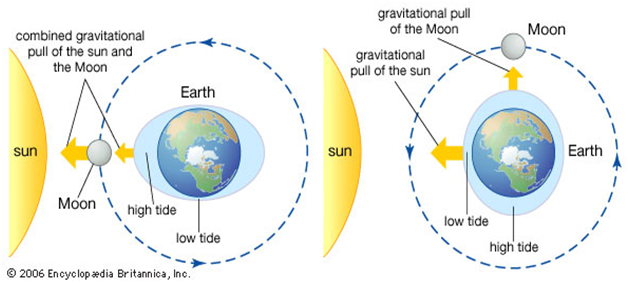 combined gravitational
pull of the sun and
the Moon
Earth
sun
Moon
high tide
low tide
gravitational pull
of the Moon
Moon
gravitational
pull of the sun
sun
Earth
low tide
high tide
© 2006 Encyclopædia Britannica, Inc.